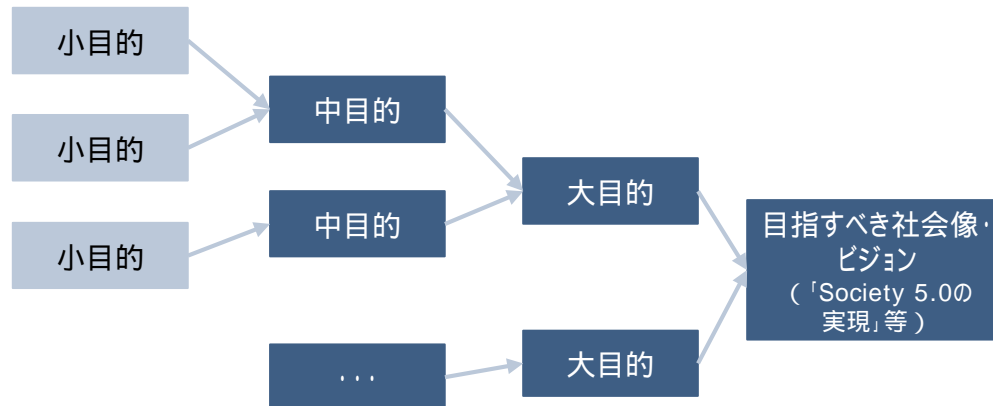 小目的
小目的
小目的
中目的
中目的
・・・
大目的
大目的
目指すべき社会像・
ビジョン
（「Society 5.0の
実現」等）